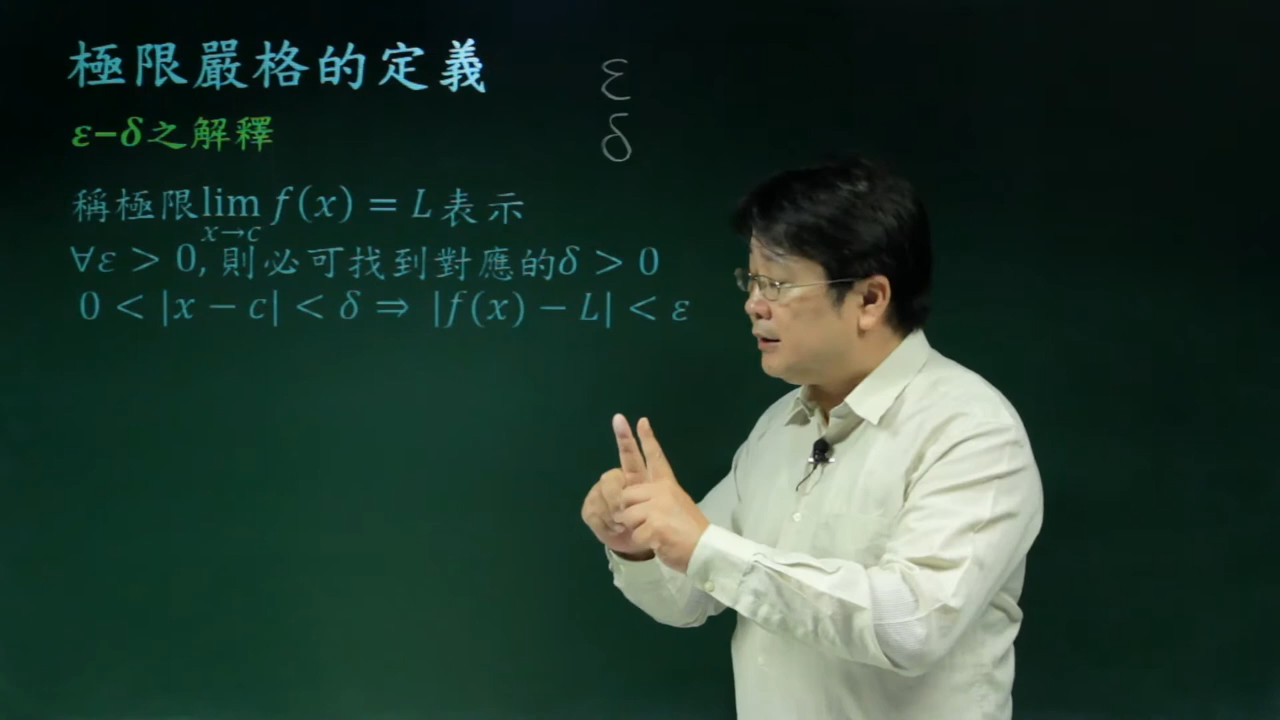 極限嚴格的定義
ε
δ
ε-δ之解釋
稱極限 lim f(x) = L 表示
x→c
∀ε > 0, 則必可找到對應的δ > 0
0 < |x − c| < δ ⇒ |f(x) − L| < ε